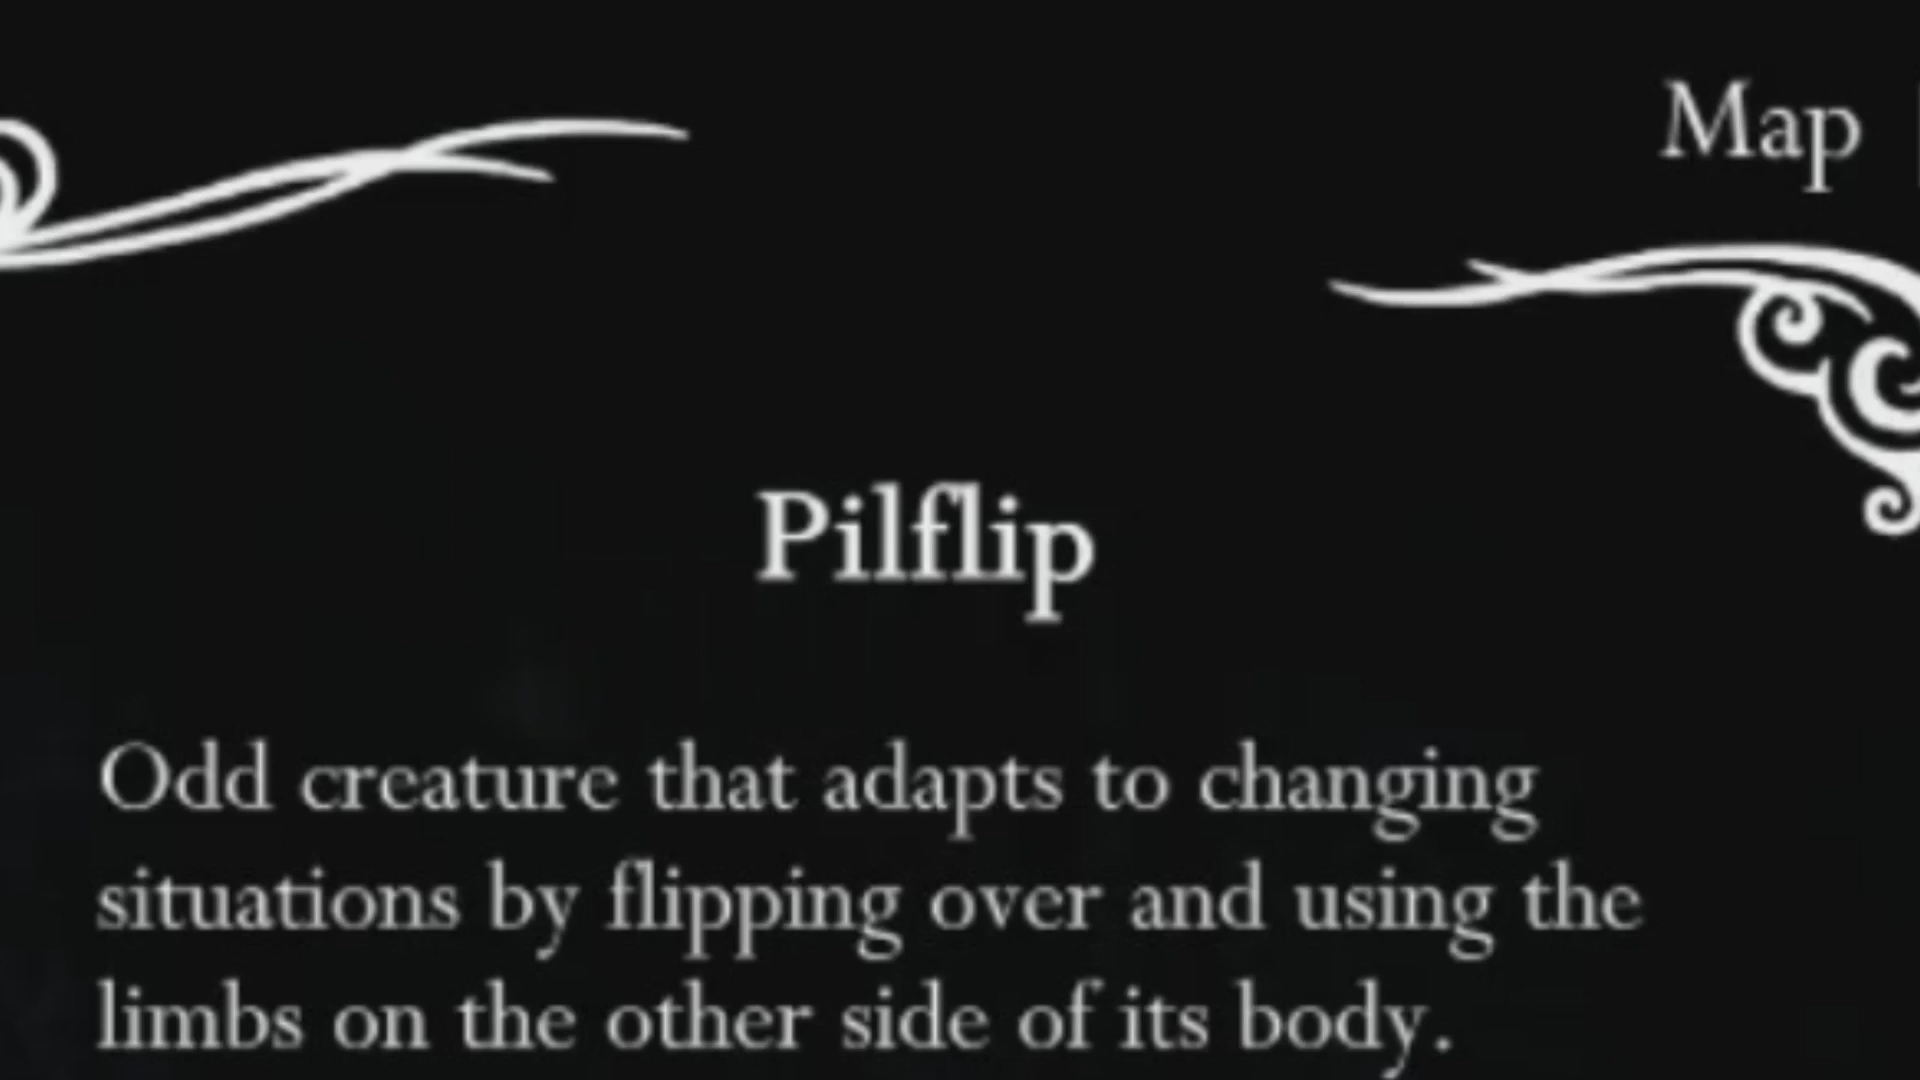 Map
Pilflip
Odd creature that adapts to changing
situations by flipping over and using the
limbs on the other side of its body.